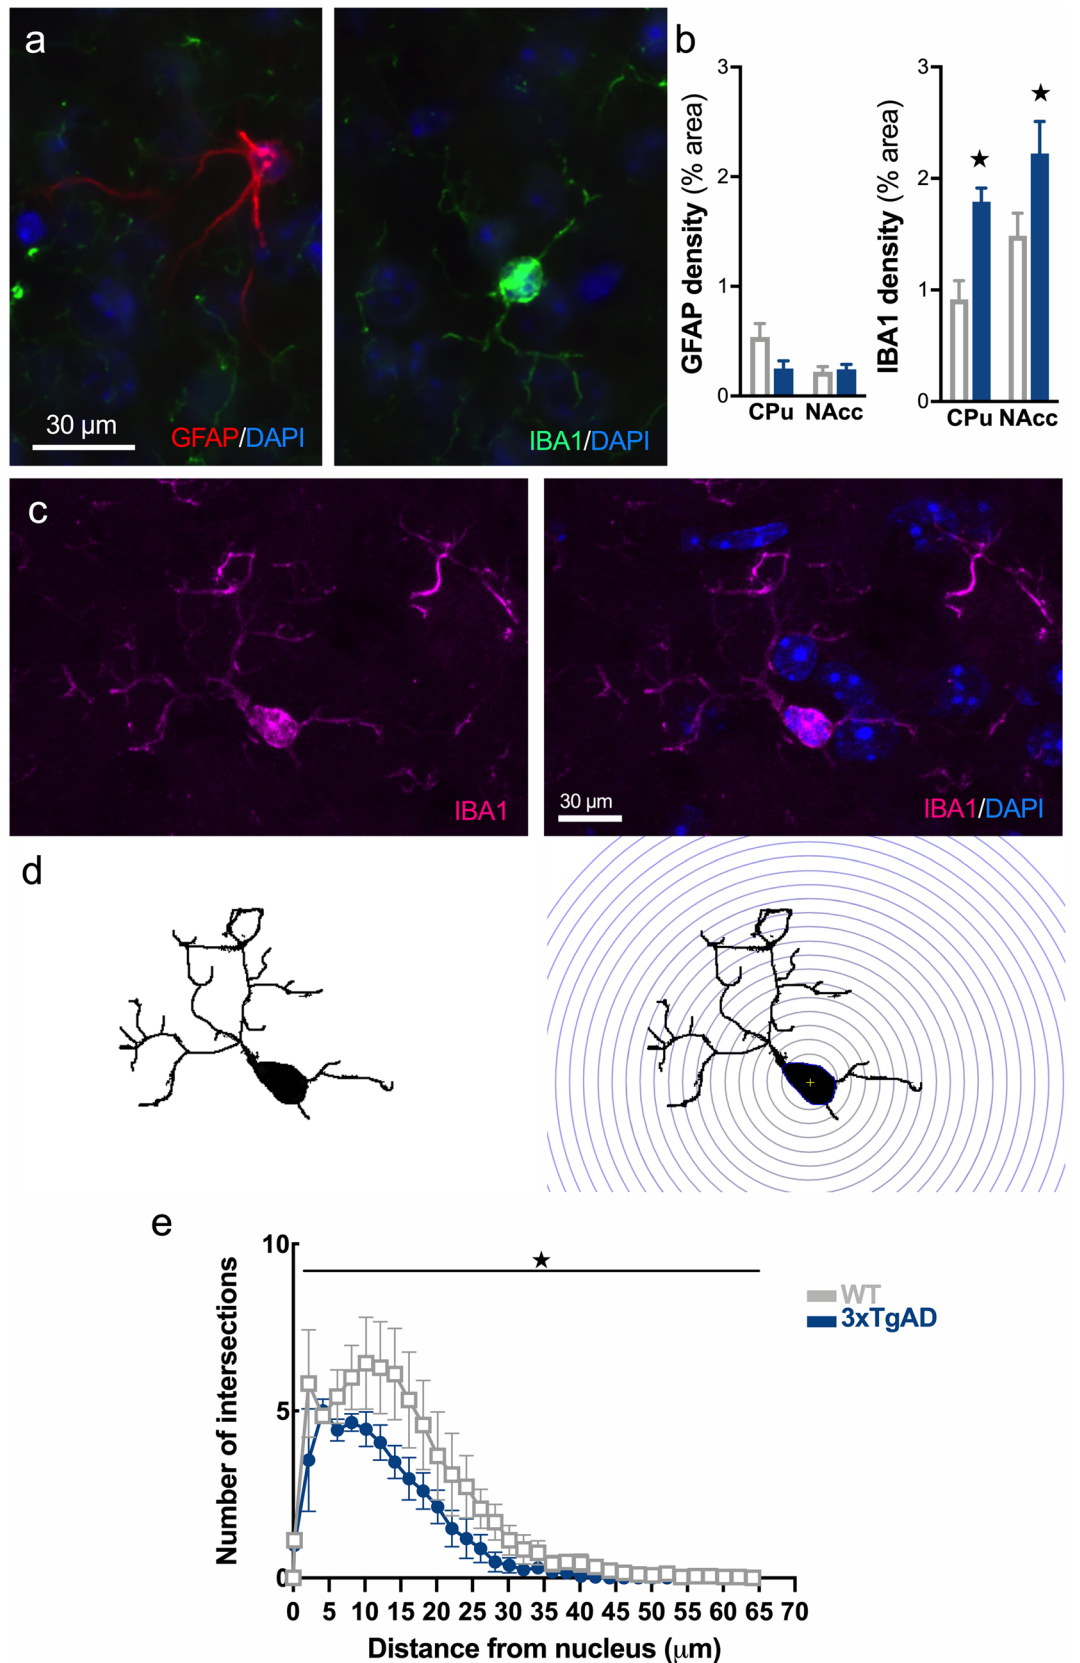 a
30 µm
GFAP/DAPI
IBA1/DAPI
b
GFAP density (% area)
3
2
1
0
CPu NAcc
IBA1 density (% area)
3
2
1
0
CPu NAcc
★
★
c
IBA1
30 µm
IBA1/DAPI
d
e
★
Number of intersections
10
5
0
0 5 10 15 20 25 30 35 40 45 50 55 60 65 70
Distance from nucleus (µm)
WT
3xTgAD